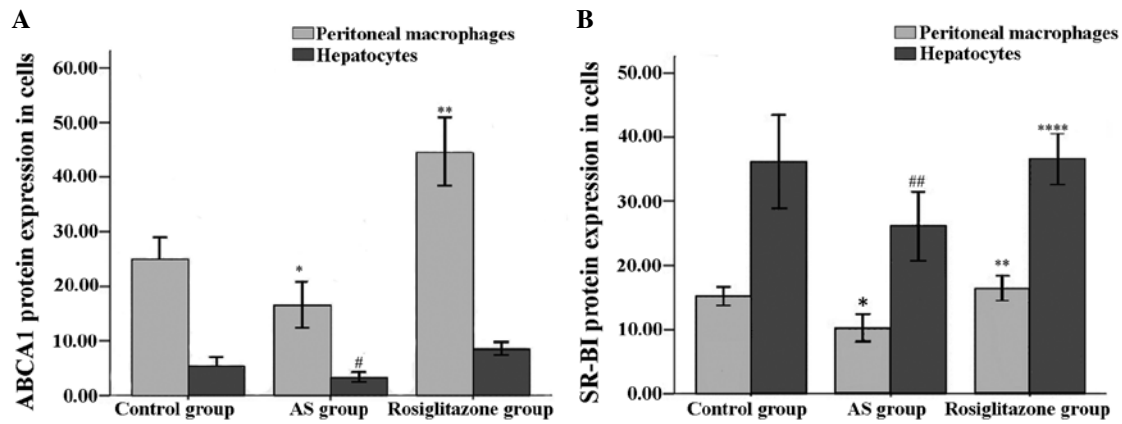 A
Peritoneal macrophages
Hepatocytes
ABCA1 protein expression in cells
60.00
50.00
40.00
30.00
20.00
10.00
0.00
**
*
#
Control group
AS group
Rosiglitazone group
B
Peritoneal macrophages
Hepatocytes
SR-BI protein expression in cells
50.00
40.00
30.00
20.00
10.00
0.00
****
##
**
*
Control group
AS group
Rosiglitazone group